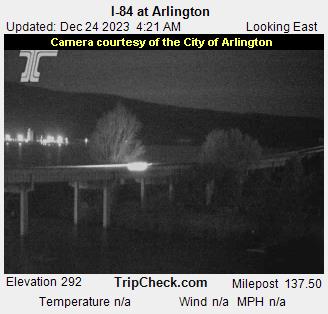 I-84 at Arlington
Updated: Dec 24 2023 4:21 AM Looking East
Camera courtesy of the City of Arlington
Elevation 292 TripCheck.com Milepost 137.50
Temperature n/a Wind n/a MPH n/a